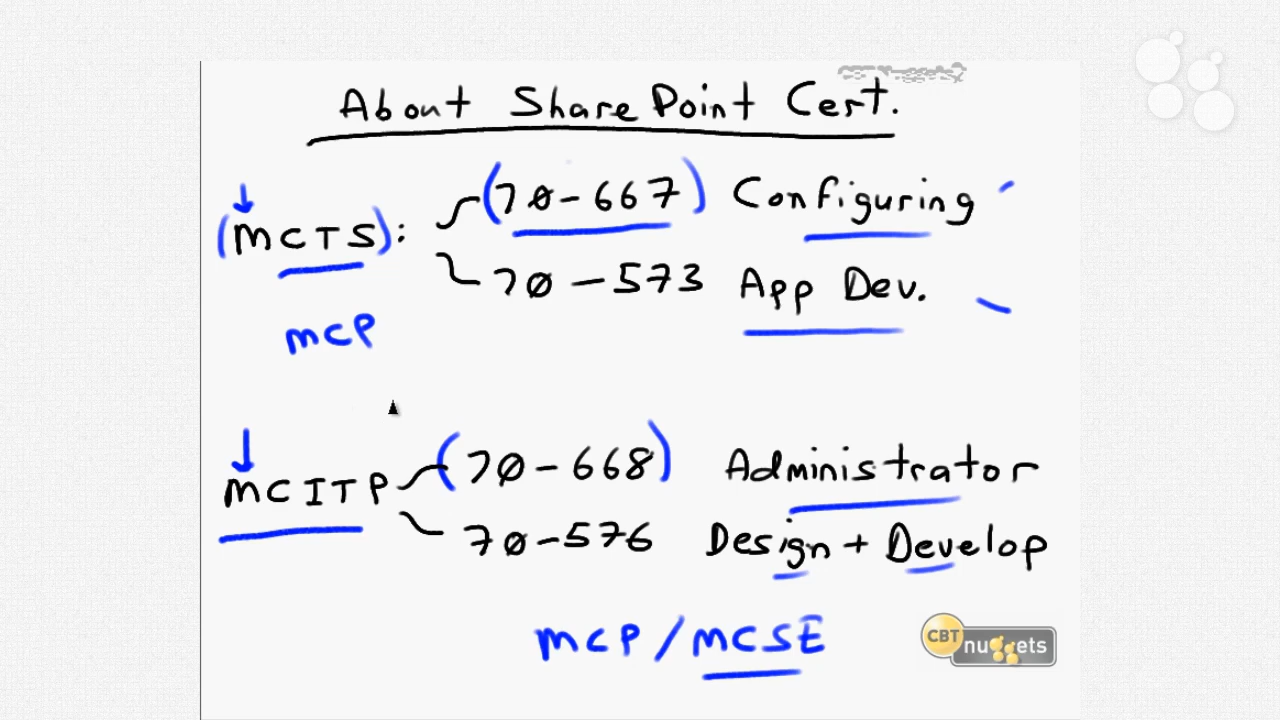 About SharePoint Cert.
(MCTS): (70-667) Configuring
70-573 App Dev.
MCP
MCITP (70-668) Administrator
70-576 Design + Develop
MCP/MCSE
CBT nuggets